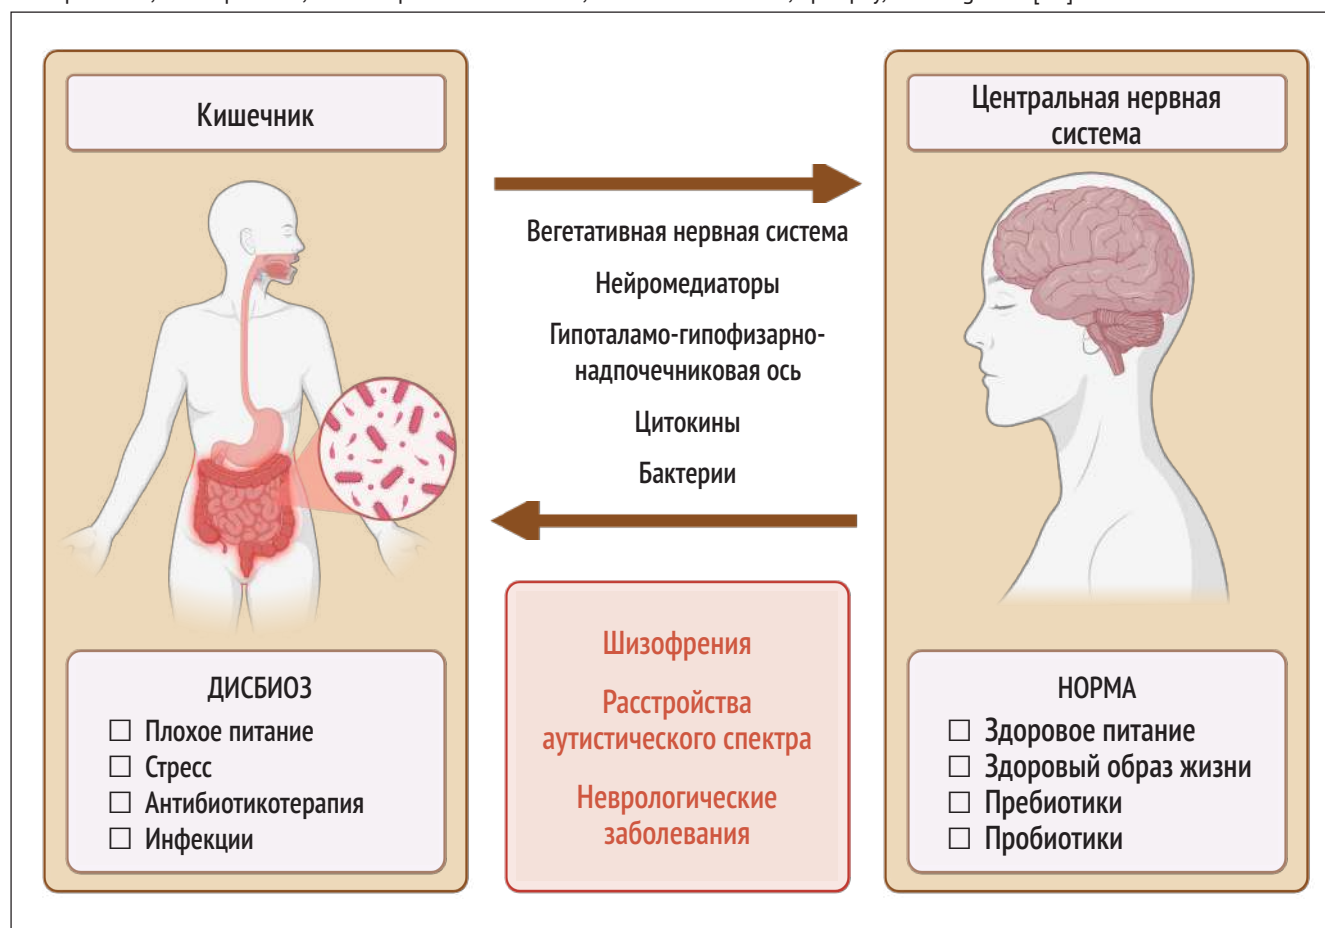 Кишечник
Центральная нервная
система
Вегетативная нервная система
Нейромедиаторы
Гипоталамо-гипофизарно-
надпочечниковая ось
Цитокины
Бактерии
Шизофрения
Расстройства
аутистического спектра
Неврологические
заболевания
ДИСБИОЗ
☐ Плохое питание
☐ Стресс
☐ Антибиотикотерапия
☐ Инфекции
НОРМА
☐ Здоровое питание
☐ Здоровый образ жизни
☐ Пребиотики
☐ Пробиотики